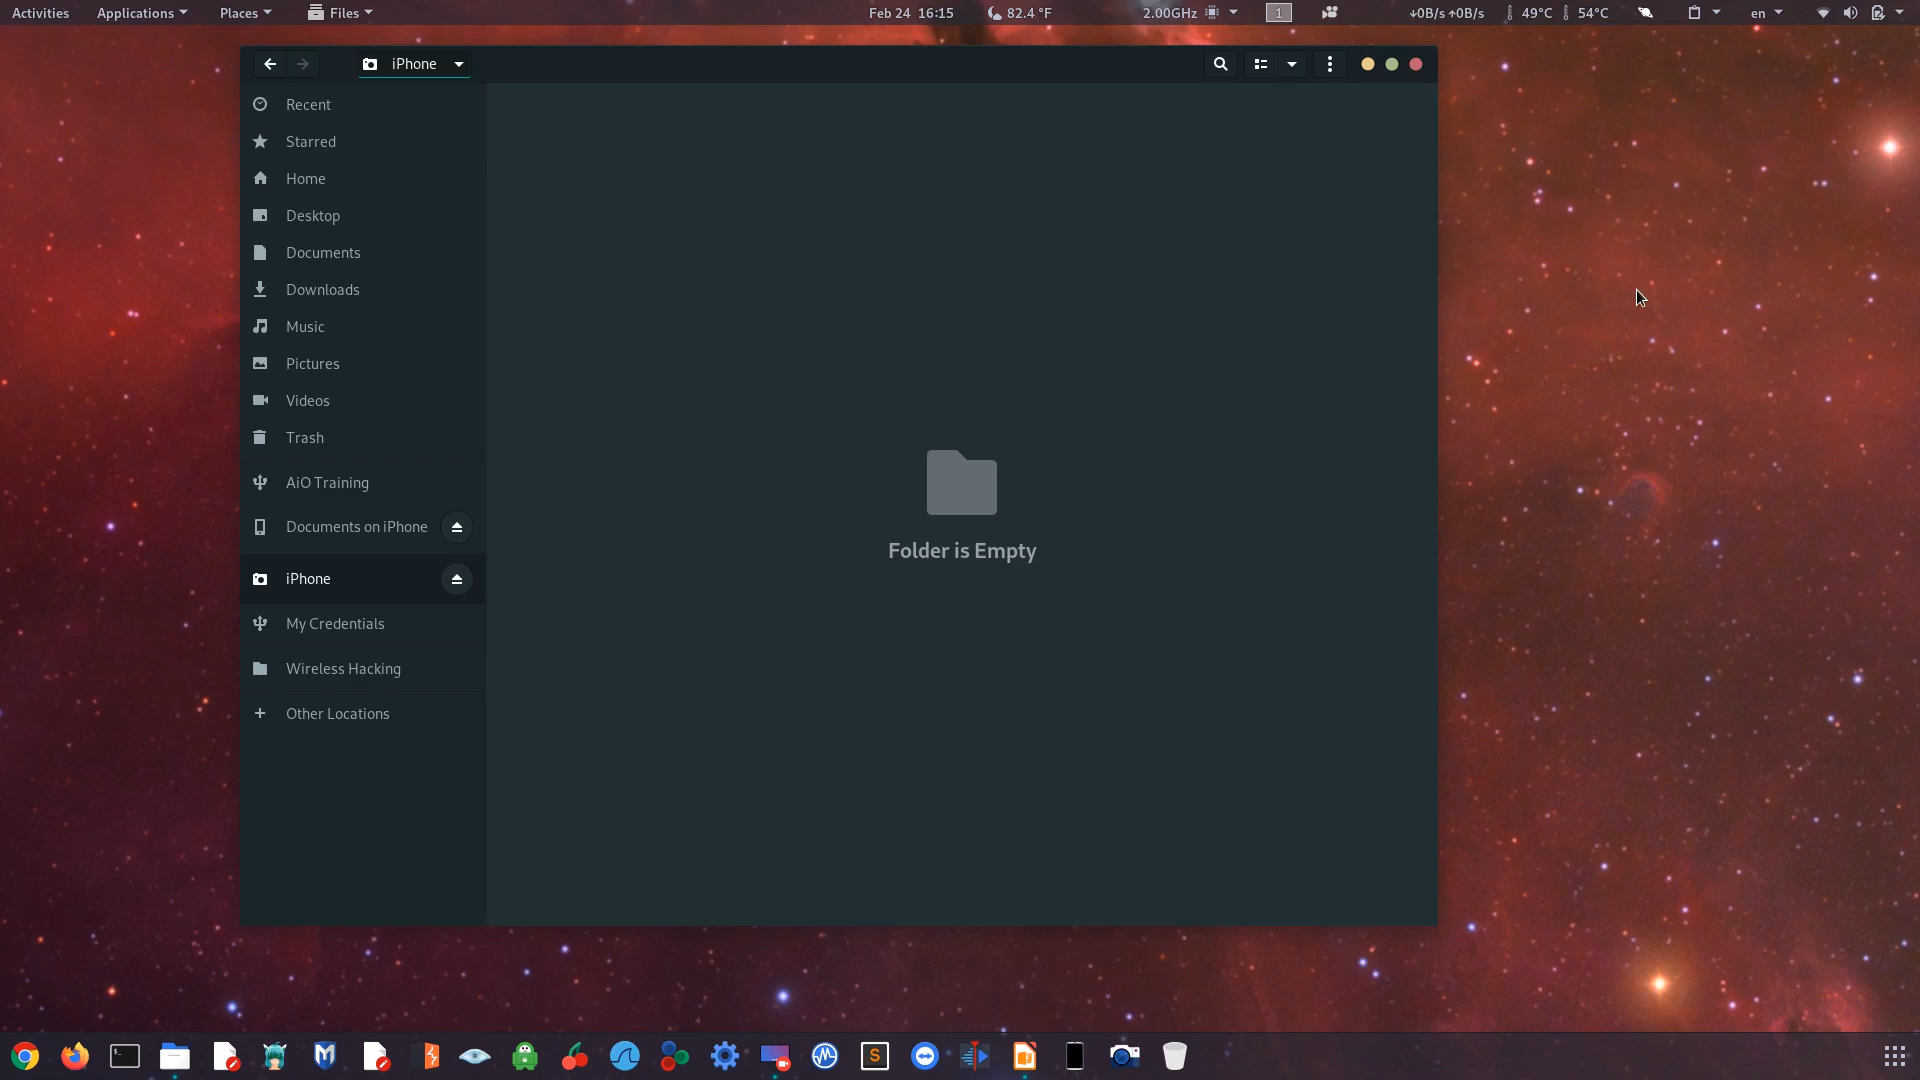 Activities Applications Places Files Feb 24 16:15 82.4 °F 2.00GHz 1 ↓0B/s ↑0B/s 49°C 54°C en
iPhone
Recent
Starred
Home
Desktop
Documents
Downloads
Music
Pictures
Videos
Trash
AiO Training
Documents on iPhone
iPhone
My Credentials
Wireless Hacking
Other Locations
Folder is Empty
S